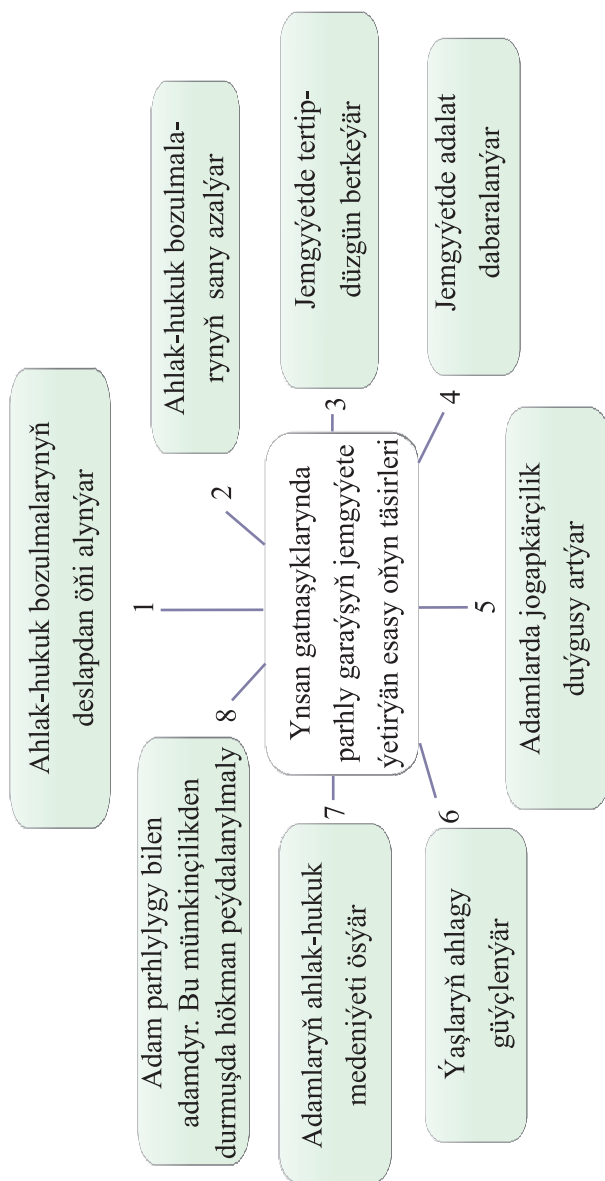 Ahlak-hukuk bozulmalarynyň
deslapdan öňi alynýar
1
Ahlak-hukuk bozulmala-
rynyň sany azalýar
2
Jemgyýetde tertip-
düzgün berkeýär
3
Jemgyýetde adalat
dabaralanýar
4
Adamlarda jogapkärçilik
duýgusy artýar
5
Ýaşlaryň ahlagy
güýçlenýär
6
Adamlaryň ahlak-hukuk
medeniýeti ösýär
7
Adam parhlylygy bilen
adamdyr. Bu mümkinçilikden
durmuşda hökman peýdalanylmaly
8
Ynsan gatnaşyklarynda
parhly garaýşyň jemgyýete
ýetirýän esasy oňyn täsirleri